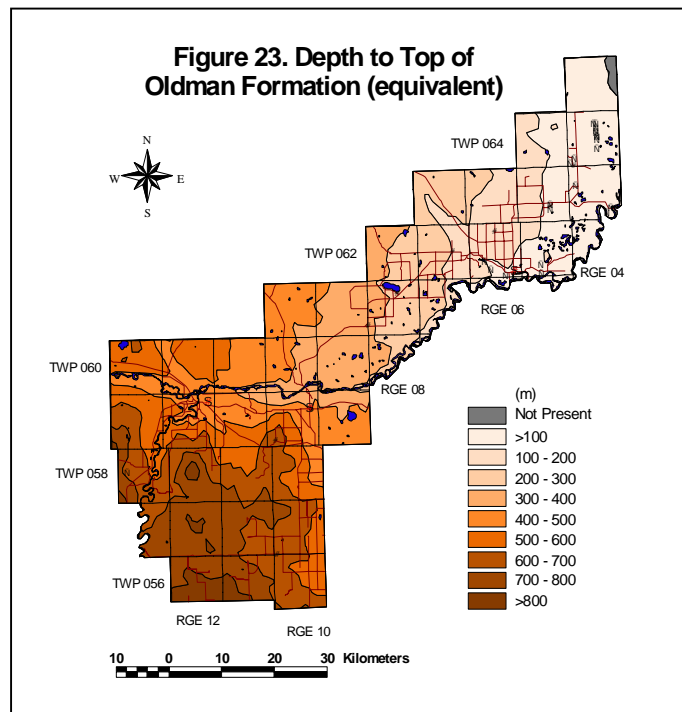 Figure 23. Depth to Top of
Oldman Formation (equivalent)
N
W E
S
TWP 064
TWP 062
RGE 04
RGE 06
TWP 060
RGE 08
TWP 058
TWP 056
RGE 12
RGE 10
(m)
Not Present
>100
100 - 200
200 - 300
300 - 400
400 - 500
500 - 600
600 - 700
700 - 800
>800
10 0 10 20 30 Kilometers